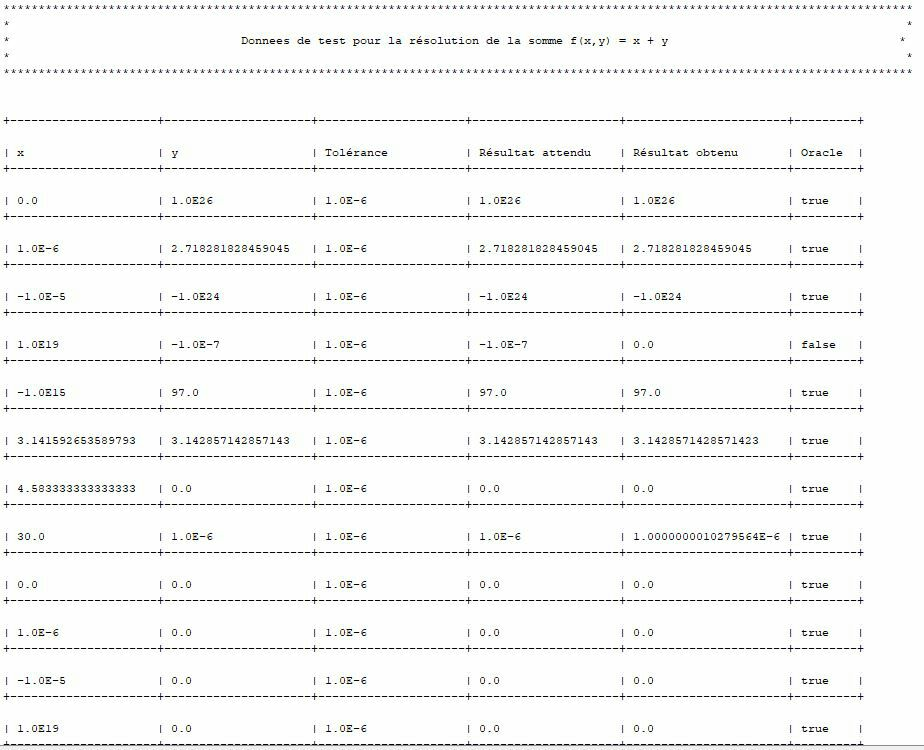 Donnees de test pour la résolution de la somme f(x,y) = x + y
| x | y | Tolérance | Résultat attendu | Résultat obtenu | Oracle |
| 0.0 | 1.0E26 | 1.0E-6 | 1.0E26 | 1.0E26 | true |
| 1.0E-6 | 2.718281828459045 | 1.0E-6 | 2.718281828459045 | 2.718281828459045 | true |
| -1.0E-5 | -1.0E24 | 1.0E-6 | -1.0E24 | -1.0E24 | true |
| 1.0E19 | -1.0E-7 | 1.0E-6 | -1.0E-7 | 0.0 | false |
| -1.0E15 | 97.0 | 1.0E-6 | 97.0 | 97.0 | true |
| 3.141592653589793 | 3.142857142857143 | 1.0E-6 | 3.142857142857143 | 3.1428571428571423 | true |
| 4.583333333333333 | 0.0 | 1.0E-6 | 0.0 | 0.0 | true |
| 30.0 | 1.0E-6 | 1.0E-6 | 1.0E-6 | 1.0000000010279564E-6 | true |
| 0.0 | 0.0 | 1.0E-6 | 0.0 | 0.0 | true |
| 1.0E-6 | 0.0 | 1.0E-6 | 0.0 | 0.0 | true |
| -1.0E-5 | 0.0 | 1.0E-6 | 0.0 | 0.0 | true |
| 1.0E19 | 0.0 | 1.0E-6 | 0.0 | 0.0 | true |